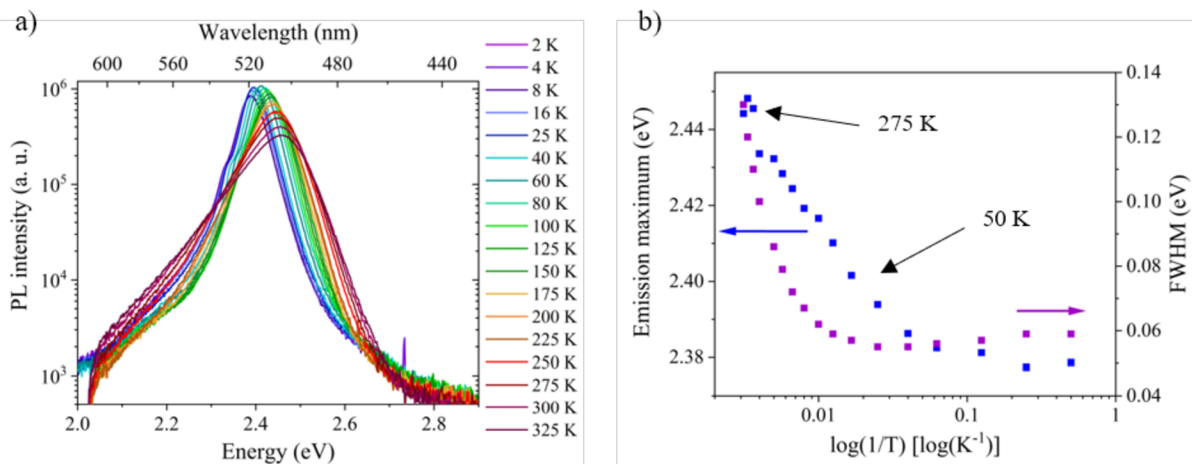 a)
Wavelength (nm)
600 560 520 480 440
10⁶
10⁵
10⁴
10³
PL intensity (a. u.)
2.0 2.2 2.4 2.6 2.8
Energy (eV)
2 K
4 K
8 K
16 K
25 K
40 K
60 K
80 K
100 K
125 K
150 K
175 K
200 K
225 K
250 K
275 K
300 K
325 K
b)
Emission maximum (eV)
2.44
2.42
2.40
2.38
275 K
50 K
0.14
0.12
0.10
0.08
0.06
0.04
FWHM (eV)
0.01 0.1 1
log(1/T) [log(K⁻¹)]